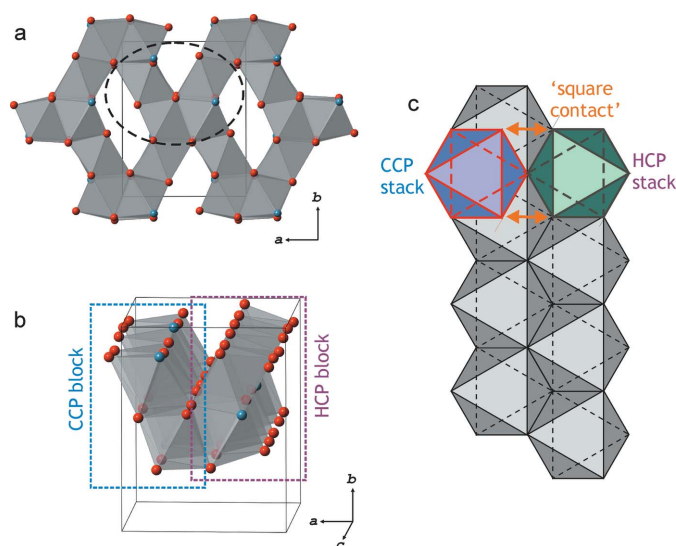 a
b
a
b
CCP block
HCP block
b
a
c
c
'square
contact'
CCP
stack
HCP
stack